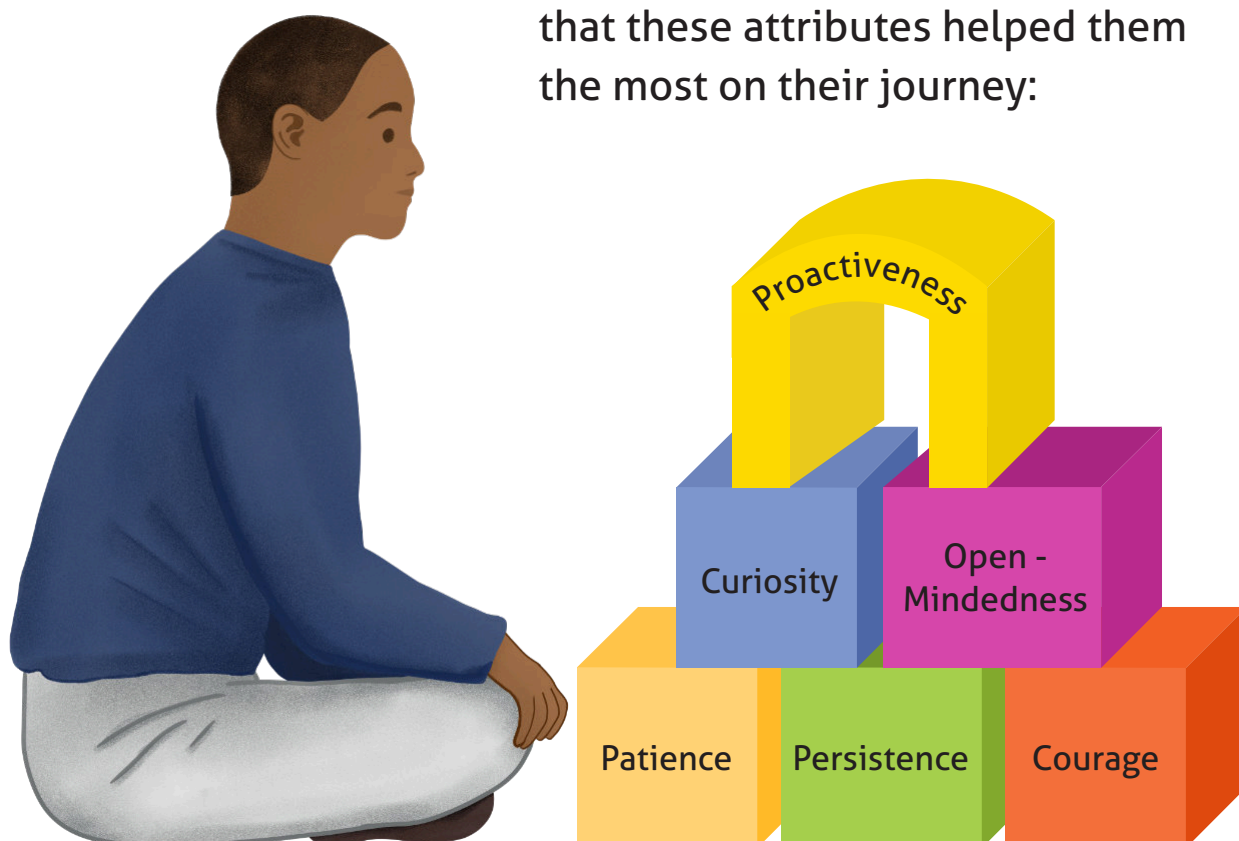 that these attributes helped them
the most on their journey:
Proactiveness
Curiosity
Open -
Mindedness
Patience
Persistence
Courage